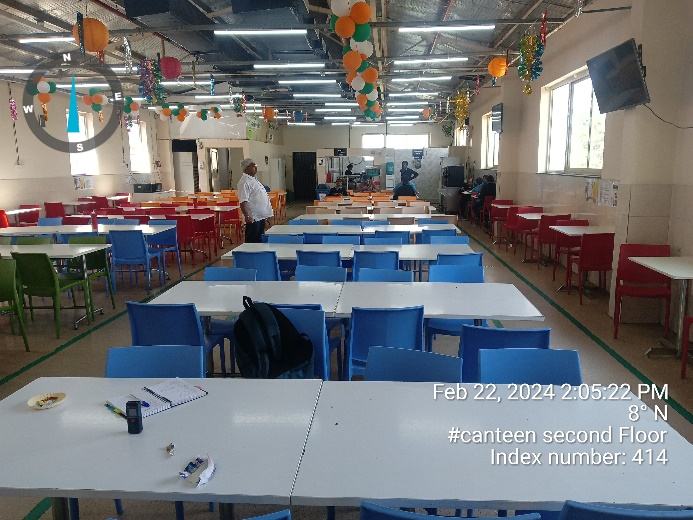 N
S
Feb 22, 2024 2:05:22 PM
8° N
#canteen second Floor
Index number: 414